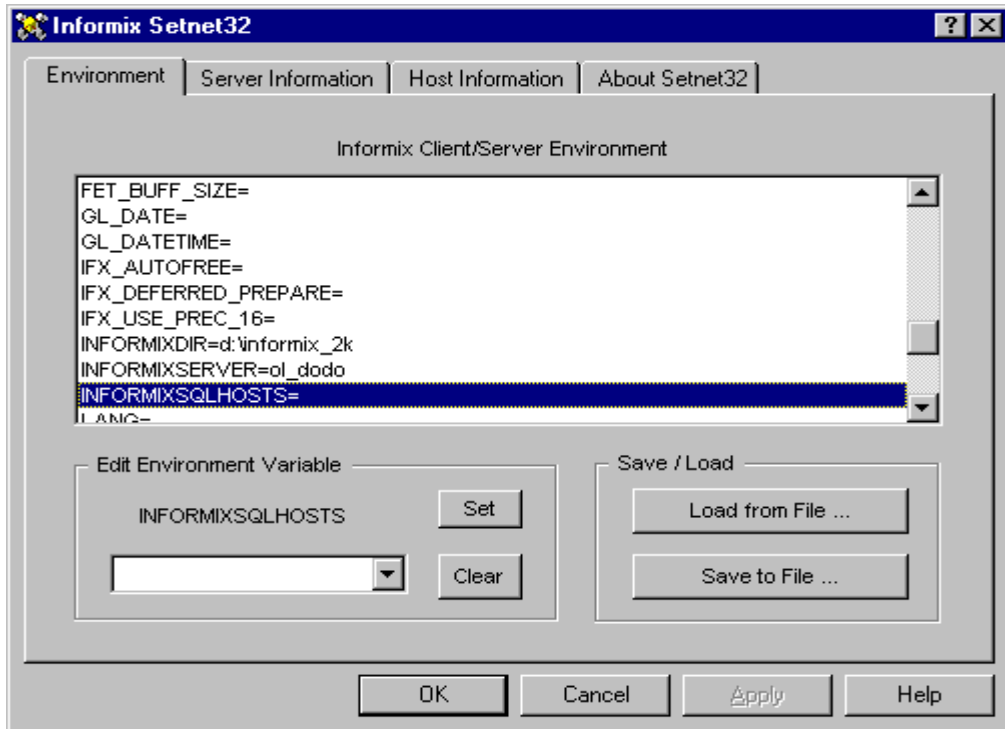 Informix Setnet32
Environment
Server Information
Host Information
About Setnet32
Informix Client/Server Environment
FET_BUFF_SIZE=
GL_DATE=
GL_DATETIME=
IFX_AUTOFREE=
IFX_DEFERRED_PREPARE=
IFX_USE_PREC_16=
INFORMIXDIR=d:\informix_2k
INFORMIXSERVER=ol_dodo
INFORMIXSQLHOSTS=
LANG=
Edit Environment Variable
INFORMIXSQLHOSTS
Set
Clear
Save / Load
Load from File ...
Save to File ...
OK
Cancel
Apply
Help